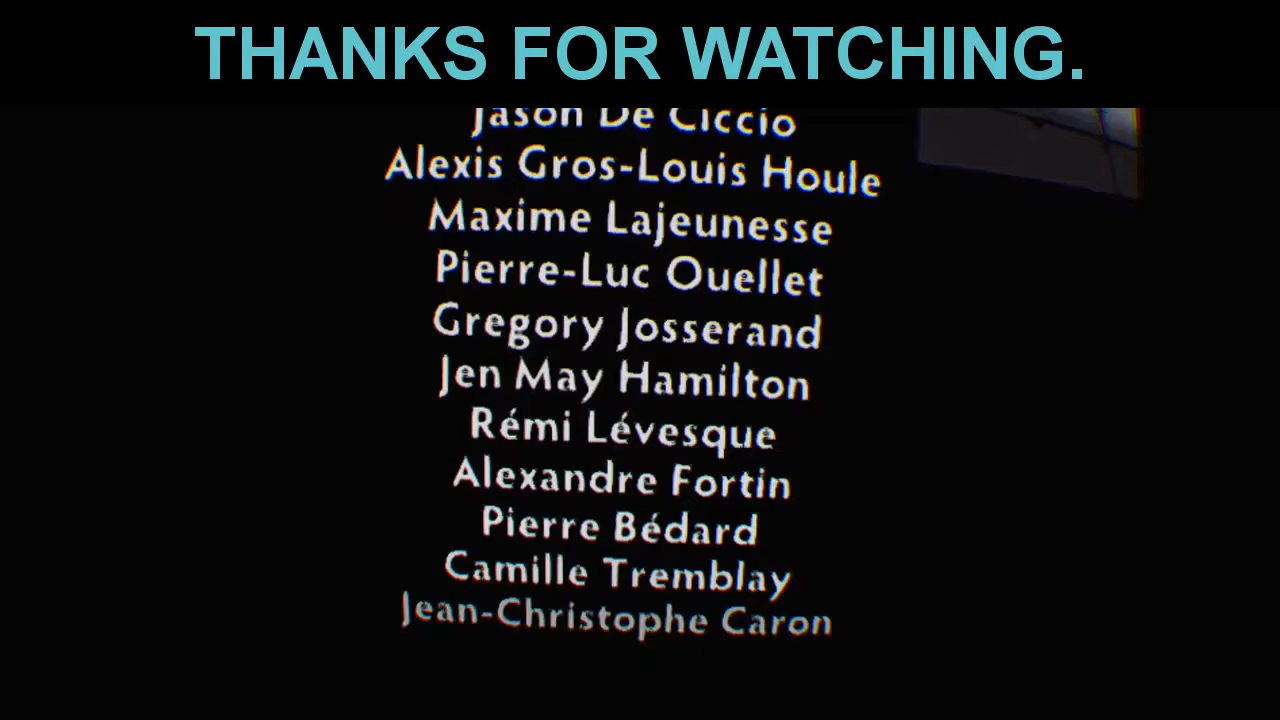 THANKS FOR WATCHING.
Jason De Ciccio
Alexis Gros-Louis Houle
Maxime Lajeunesse
Pierre-Luc Ouellet
Gregory Josserand
Jen May Hamilton
Rémi Lévesque
Alexandre Fortin
Pierre Bédard
Camille Tremblay
Jean-Christophe Caron